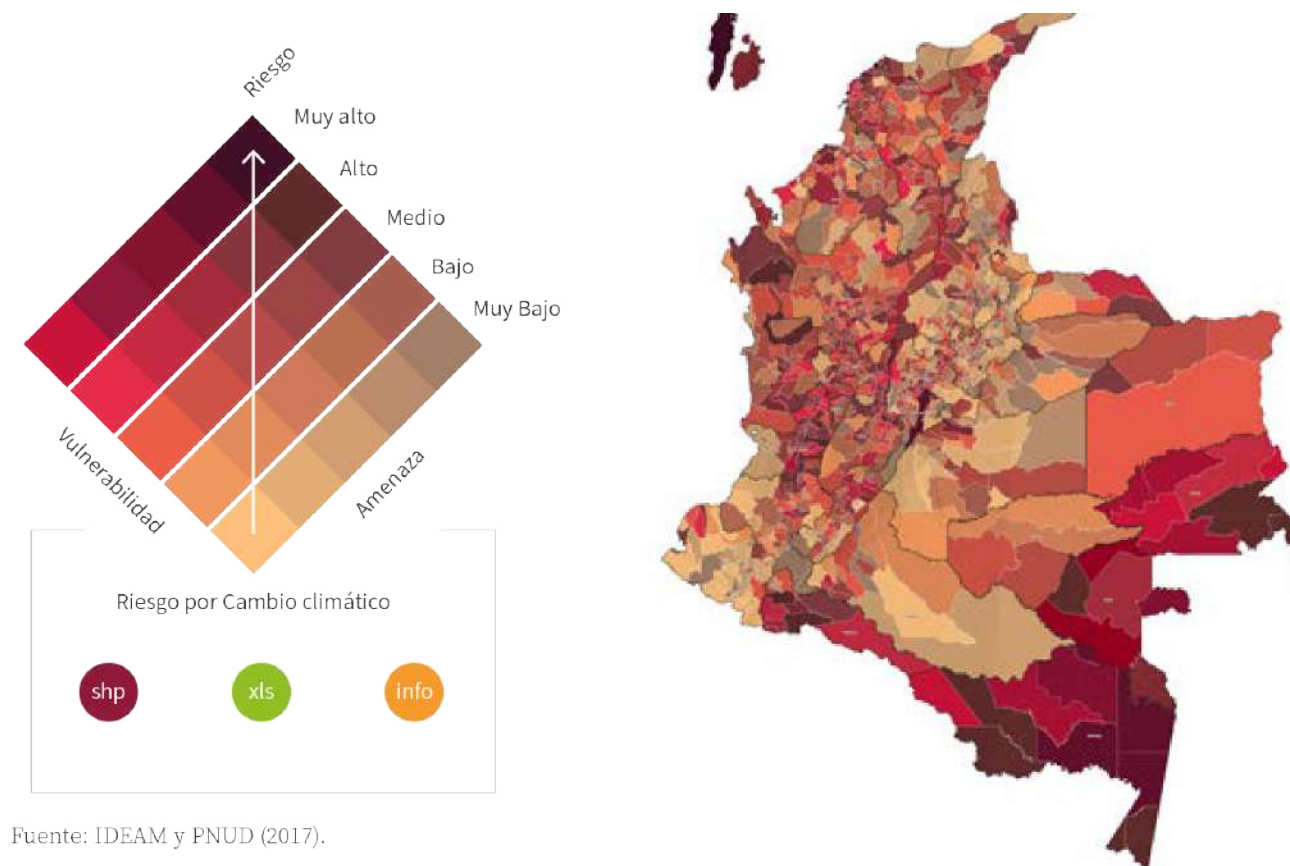 Riesgo
Muy alto
Alto
Medio
Bajo
Muy Bajo
Vulnerabilidad
Amenaza
Riesgo por Cambio climático
shp
xls
info
Fuente: IDEAM y PNUD (2017).